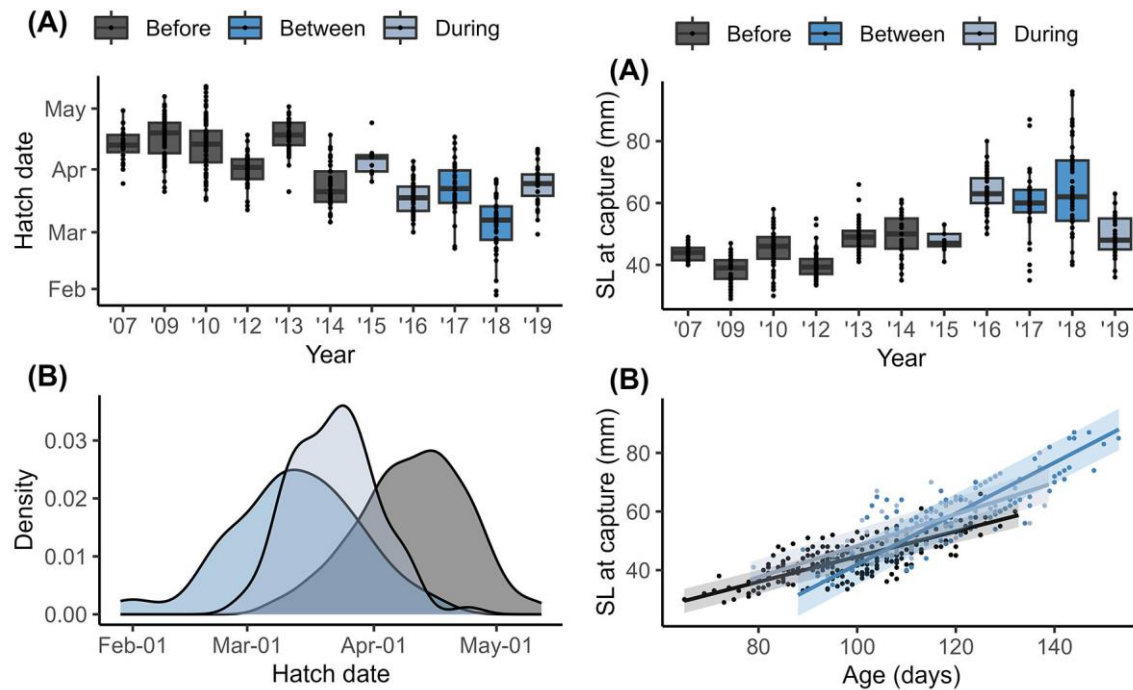 (A) Before Between During
May
Apr
Mar
Feb
Hatch date
'07 '09 '10 '12 '13 '14 '15 '16 '17 '18 '19
Year
(B)
0.03
0.02
0.01
0.00
Density
Feb-01 Mar-01 Apr-01 May-01
Hatch date
Before Between During
(A)
80
60
40
SL at capture (mm)
'07 '09 '10 '12 '13 '14 '15 '16 '17 '18 '19
Year
(B)
80
60
40
SL at capture (mm)
80 100 120 140
Age (days)